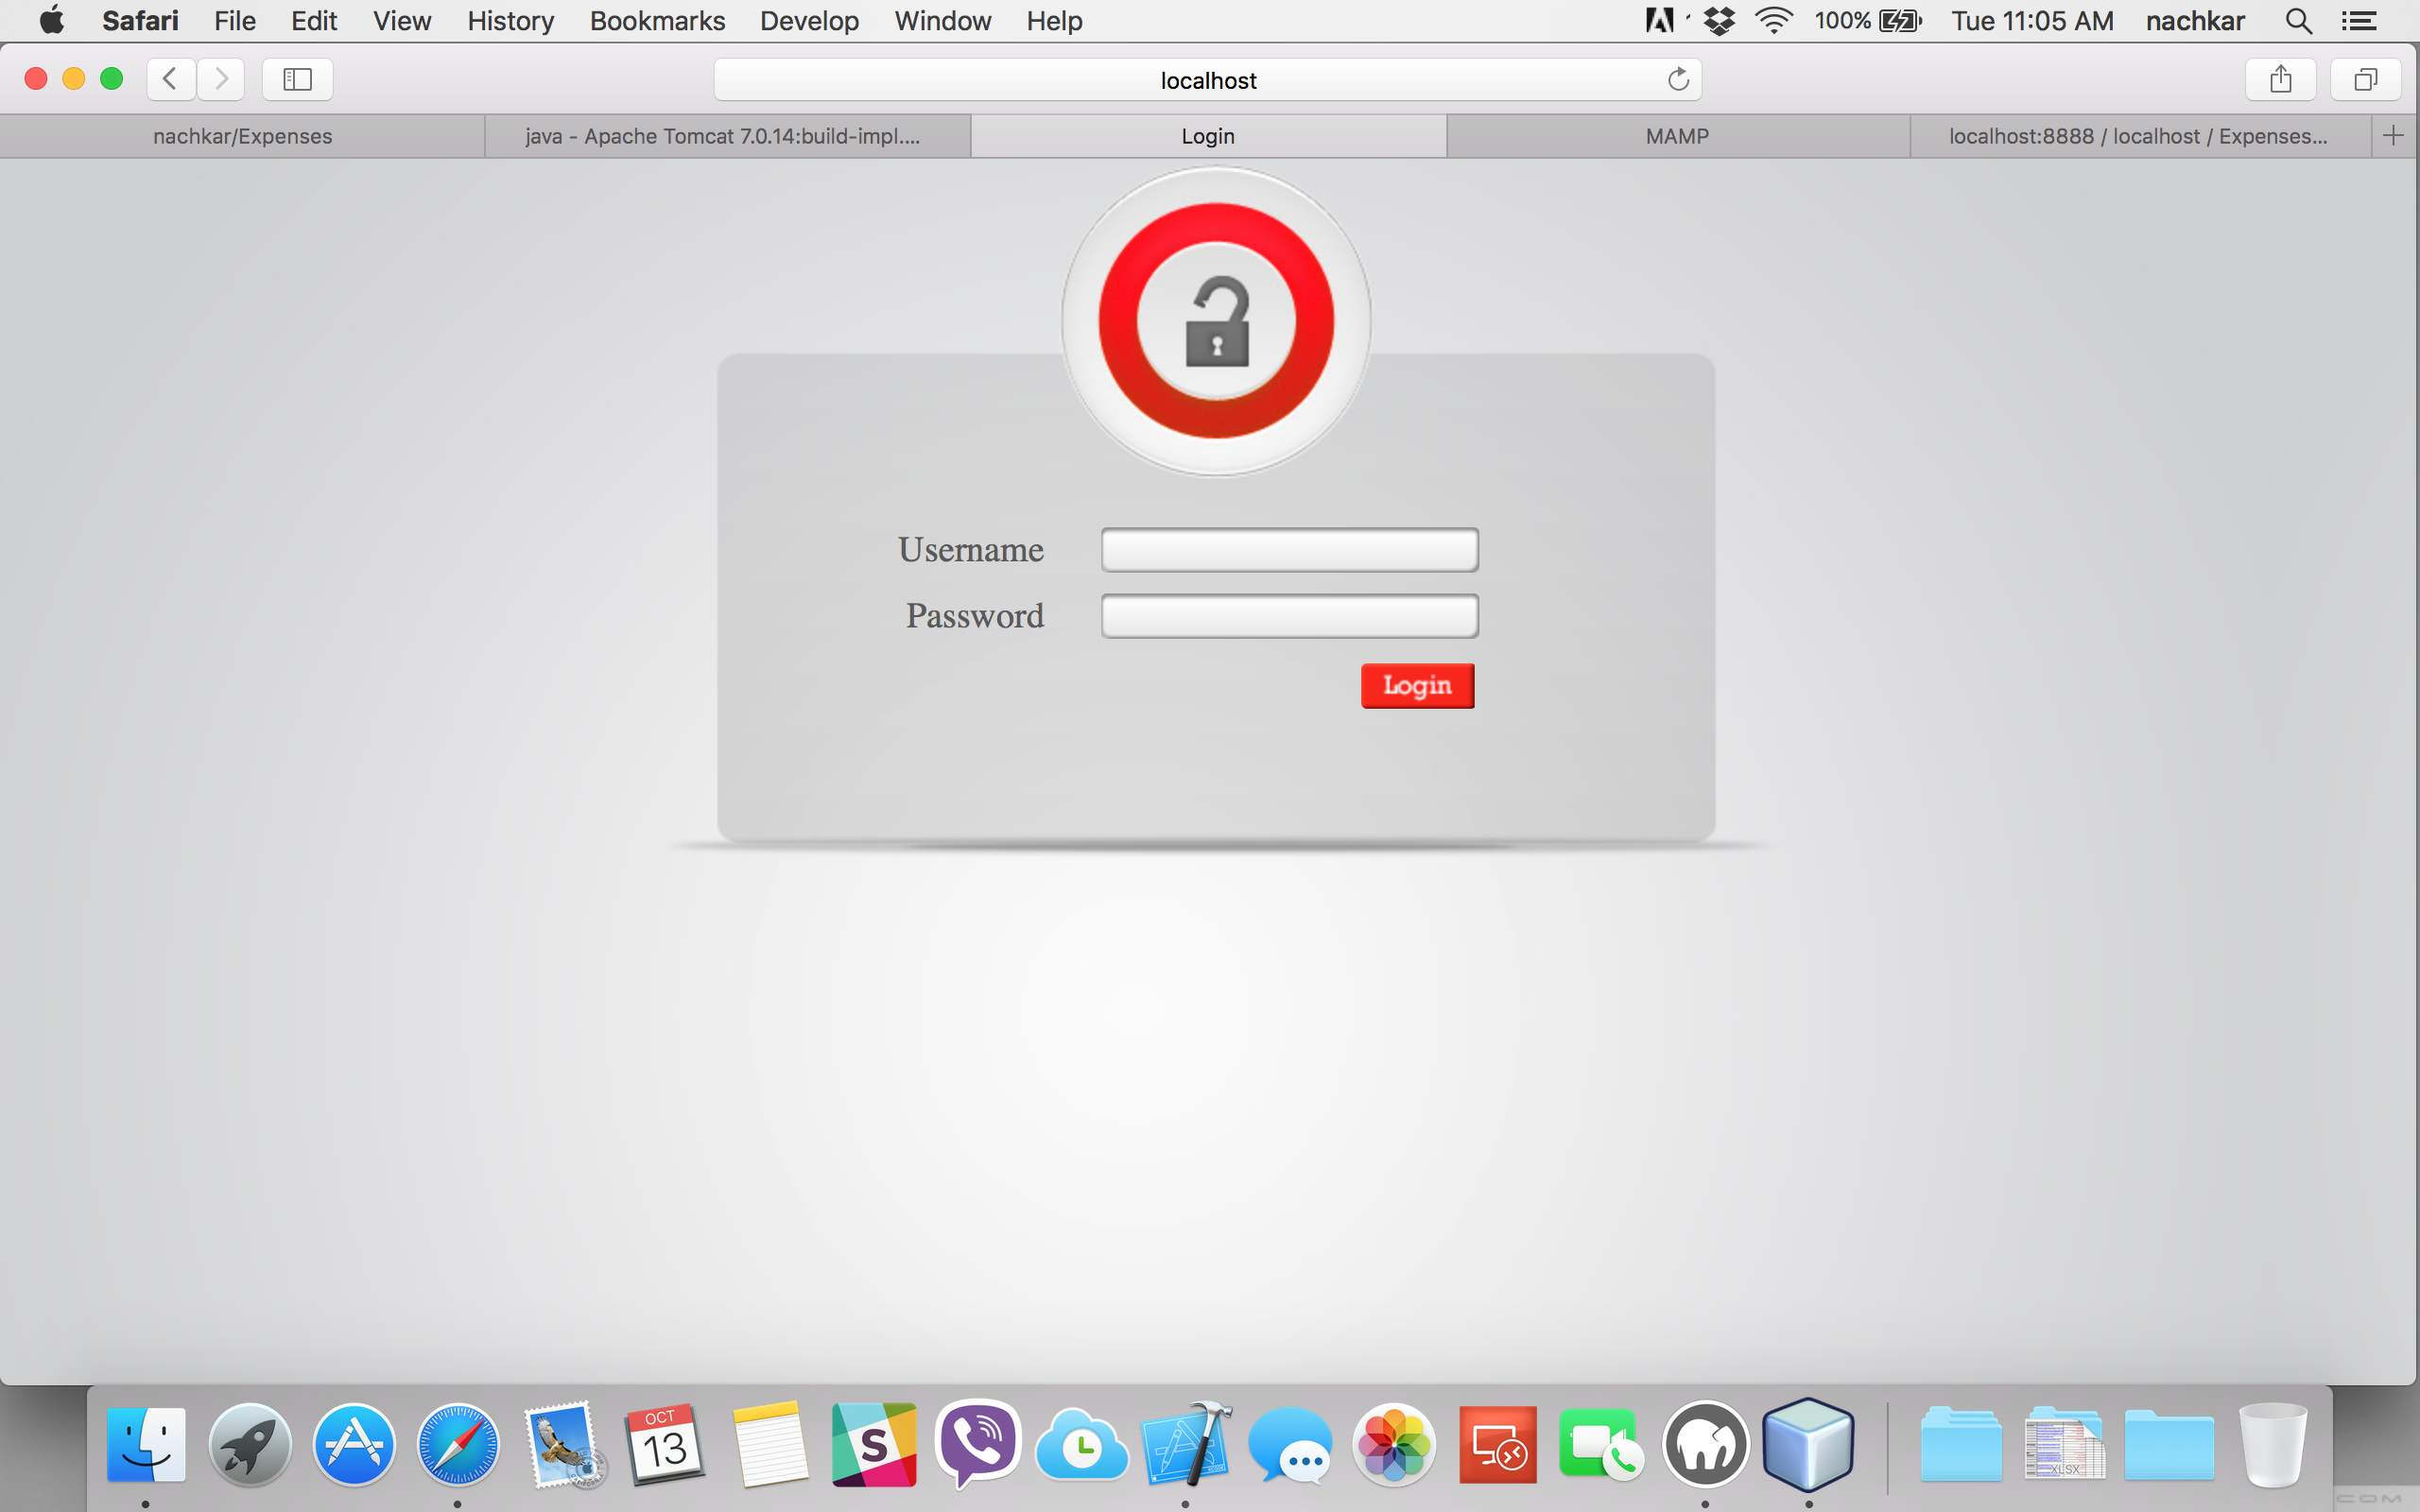 Safari File Edit View History Bookmarks Develop Window Help 100% Tue 11:05 AM nachkar
localhost
nachkar/Expenses java - Apache Tomcat 7.0.14:build-impl.... Login MAMP localhost:8888 / localhost / Expenses...
Username
Password
Login
OCT
13
S
XLSX
COM